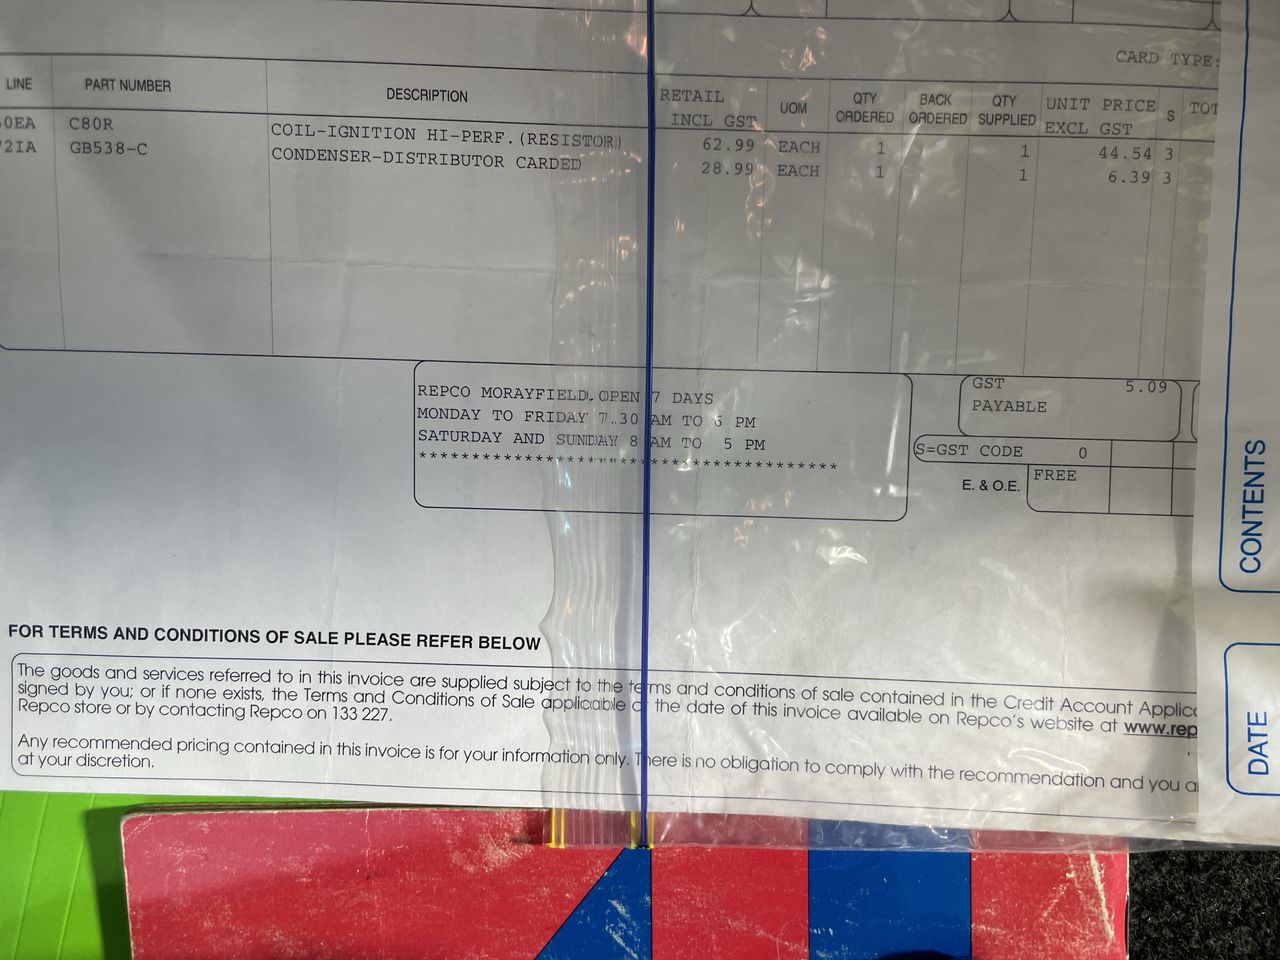 CARD TYPE:
LINE PART NUMBER DESCRIPTION RETAIL INCL GST UOM QTY ORDERED BACK ORDERED QTY SUPPLIED UNIT PRICE EXCL GST S TOT
0EA C80R COIL-IGNITION HI-PERF.(RESISTOR) 62.99 EACH 1 1 44.54 3
2IA GB538-C CONDENSER-DISTRIBUTOR CARDED 28.99 EACH 1 1 6.39 3
REPCO MORAYFIELD. OPEN 7 DAYS
MONDAY TO FRIDAY 7.30 AM TO 6 PM
SATURDAY AND SUNDAY 8 AM TO 5 PM
**************************************
GST 5.09
PAYABLE
S=GST CODE 0
E. & O.E. FREE
FOR TERMS AND CONDITIONS OF SALE PLEASE REFER BELOW
The goods and services referred to in this invoice are supplied subject to the terms and conditions of sale contained in the Credit Account Applic
signed by you; or if none exists, the Terms and Conditions of Sale applicable at the date of this invoice available on Repco's website at www.rep
Repco store or by contacting Repco on 133 227.
Any recommended pricing contained in this invoice is for your information only. There is no obligation to comply with the recommendation and you a
at your discretion.
CONTENTS
DATE